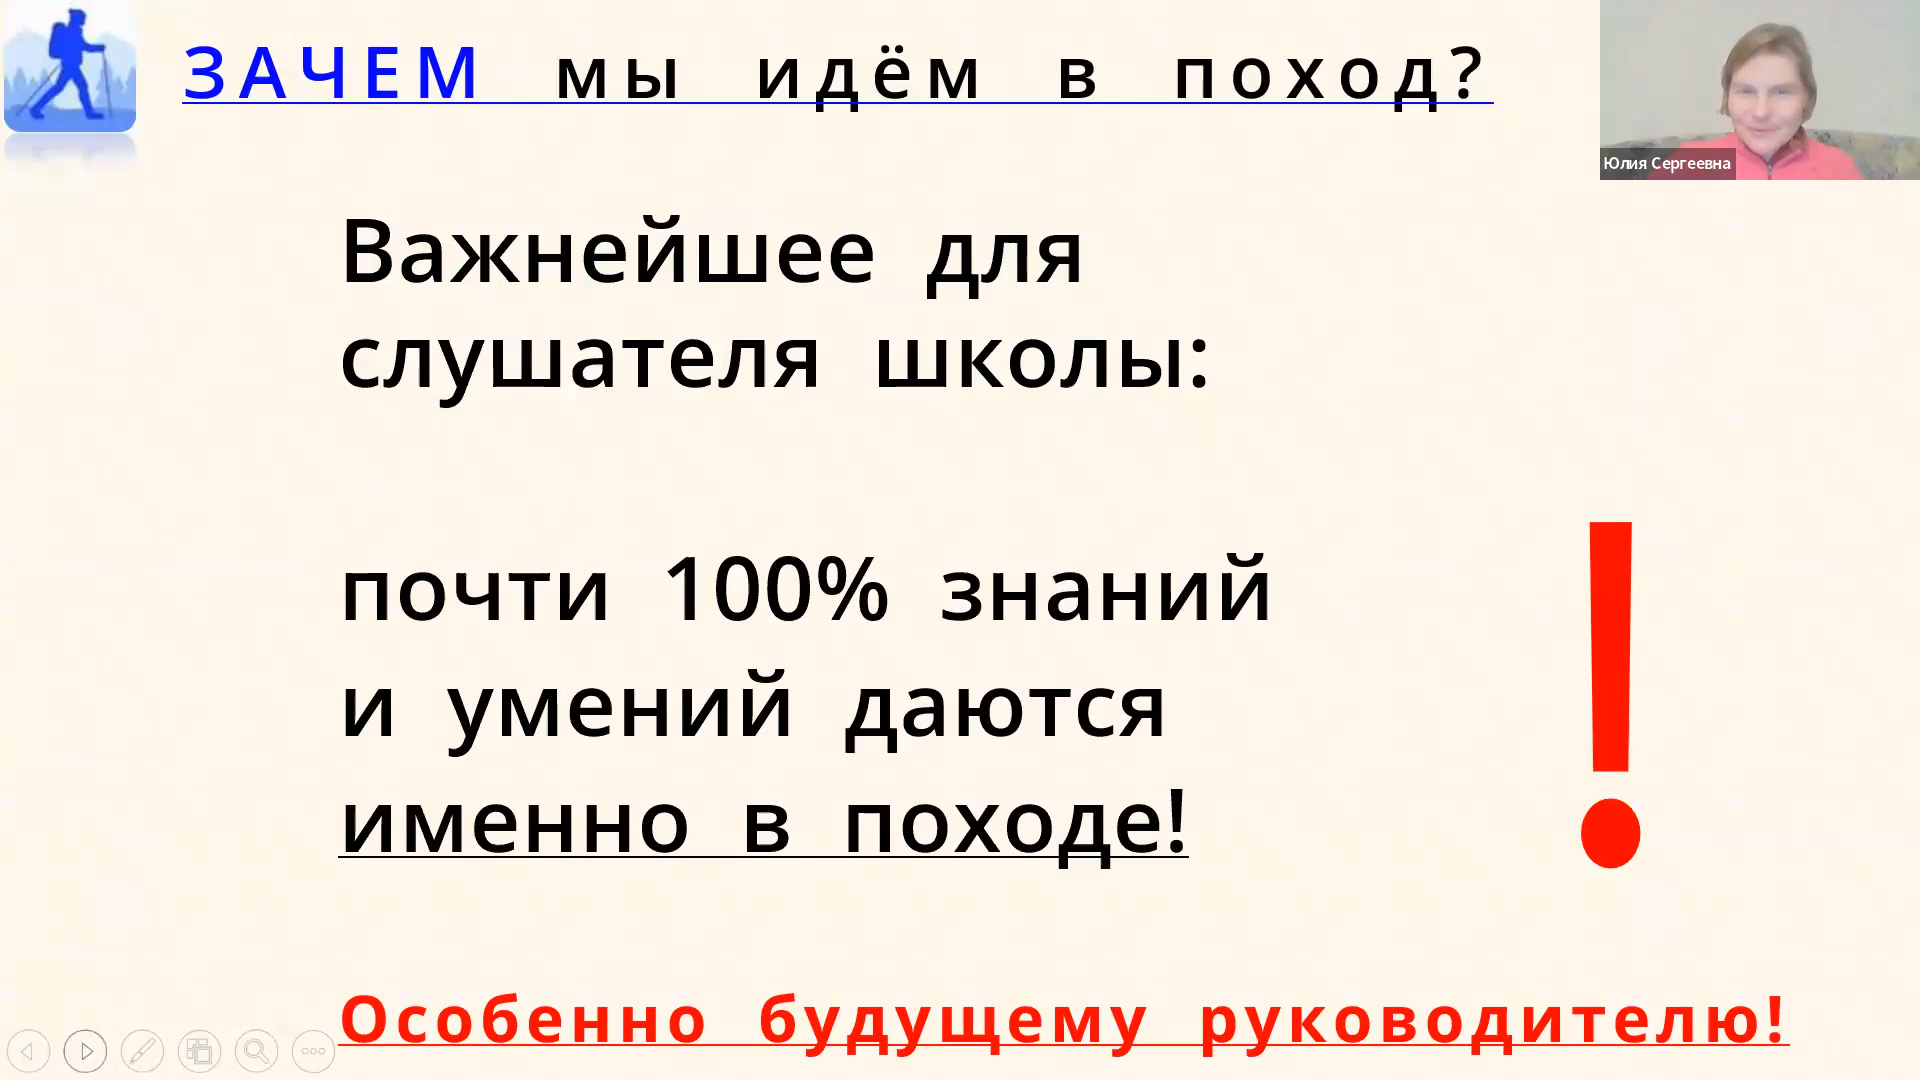 ЗАЧЕМ мы идём в поход?
Юлия Сергеевна
Важнейшее для
слушателя школы:
почти 100% знаний
и умений даются
именно в походе!
!
Особенно будущему руководителю!